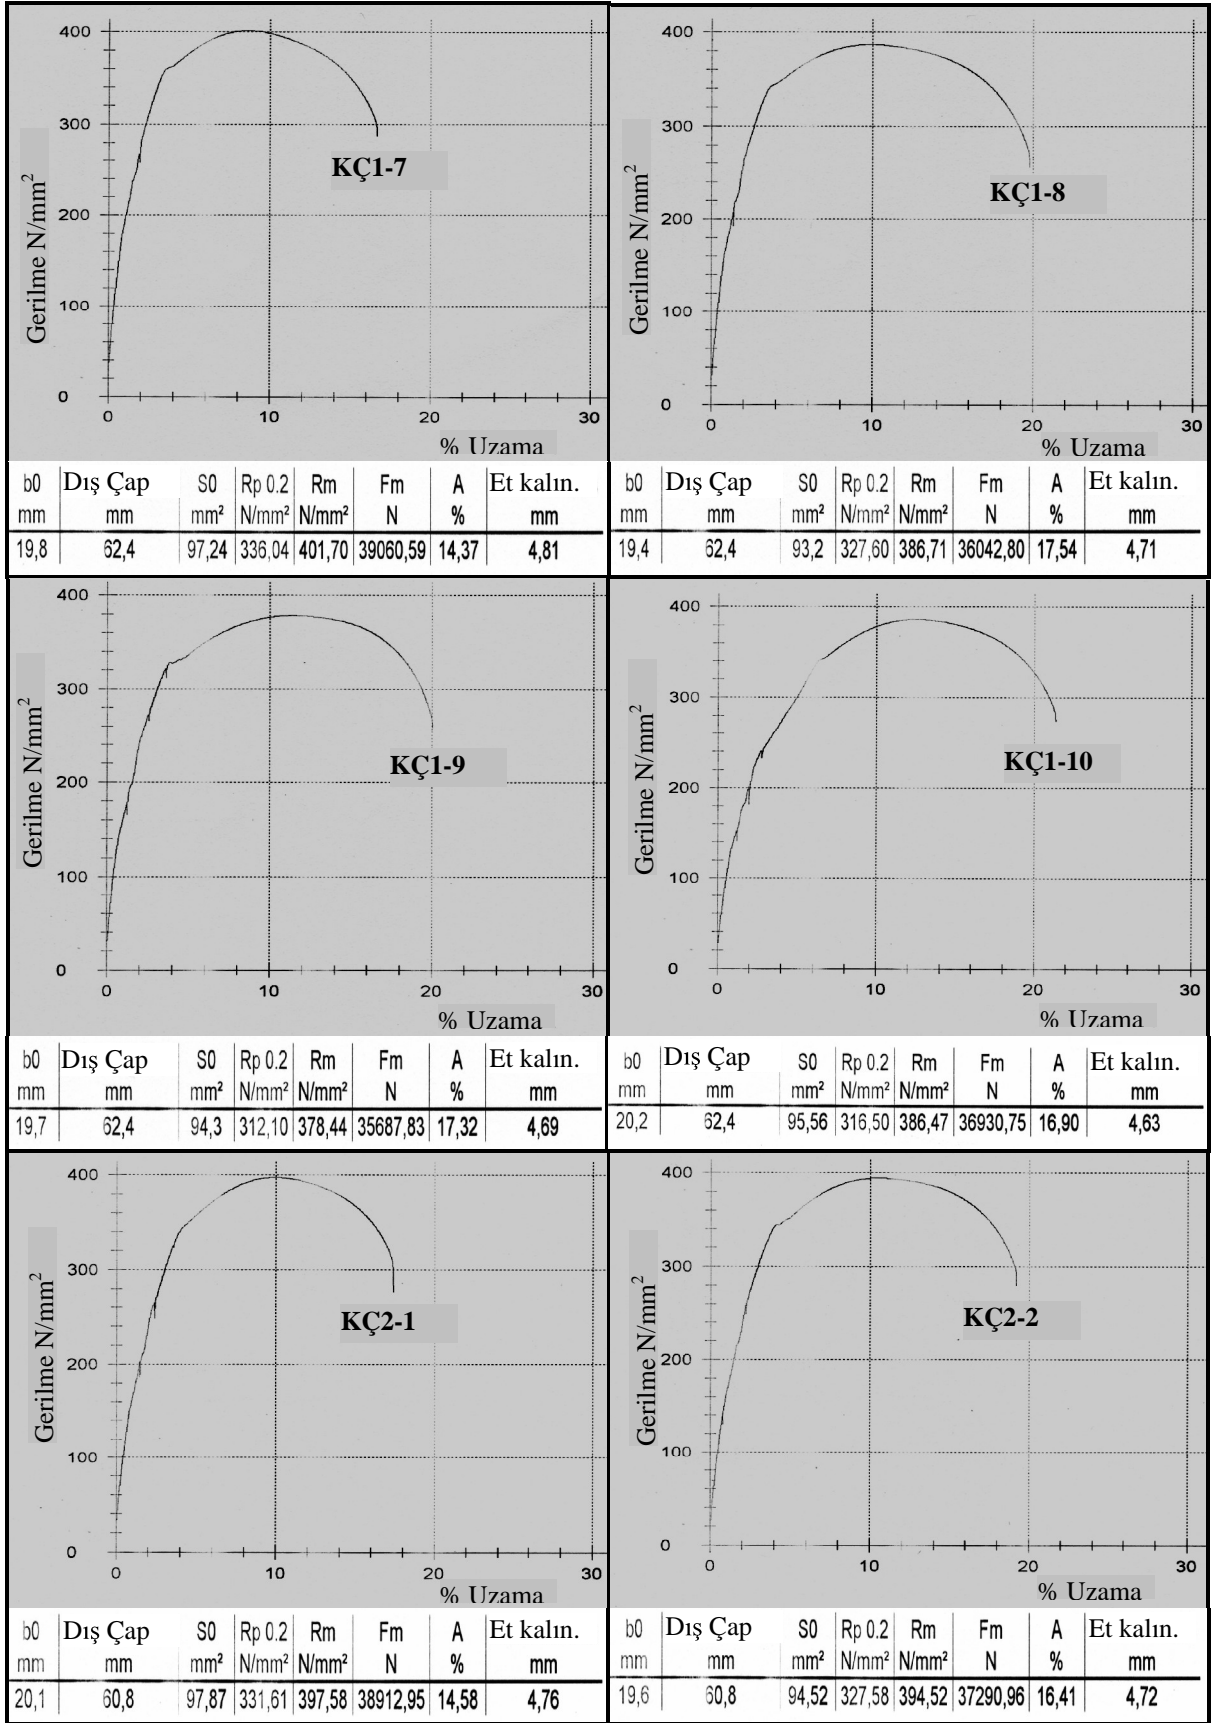 400
300
200
100
0
0 10 20 30
Gerilme N/mm²
% Uzama
KÇ1-7
b0 Dış Çap S0 Rp 0.2 Rm Fm A Et kalın.
mm mm mm² N/mm² N/mm² N % mm
19,8 62,4 97,24 336,04 401,70 39060,59 14,37 4,81
400
300
200
100
0
0 10 20 30
Gerilme N/mm²
% Uzama
KÇ1-8
b0 Dış Çap S0 Rp 0.2 Rm Fm A Et kalın.
mm mm mm² N/mm² N/mm² N % mm
19,4 62,4 93,2 327,60 386,71 36042,80 17,54 4,71
400
300
200
100
0
0 10 20 30
Gerilme N/mm²
% Uzama
KÇ1-9
b0 Dış Çap S0 Rp 0.2 Rm Fm A Et kalın.
mm mm mm² N/mm² N/mm² N % mm
19,7 62,4 94,3 312,10 378,44 35687,83 17,32 4,69
400
300
200
100
0
0 10 20 30
Gerilme N/mm²
% Uzama
KÇ1-10
b0 Dış Çap S0 Rp 0.2 Rm Fm A Et kalın.
mm mm mm² N/mm² N/mm² N % mm
20,2 62,4 95,56 316,50 386,47 36930,75 16,90 4,63
400
300
200
100
0
0 10 20 30
Gerilme N/mm²
% Uzama
KÇ2-1
b0 Dış Çap S0 Rp 0.2 Rm Fm A Et kalın.
mm mm mm² N/mm² N/mm² N % mm
20,1 60,8 97,87 331,61 397,58 38912,95 14,58 4,76
400
300
200
100
0
0 10 20 30
Gerilme N/mm²
% Uzama
KÇ2-2
b0 Dış Çap S0 Rp 0.2 Rm Fm A Et kalın.
mm mm mm² N/mm² N/mm² N % mm
19,6 60,8 94,52 327,58 394,52 37290,96 16,41 4,72